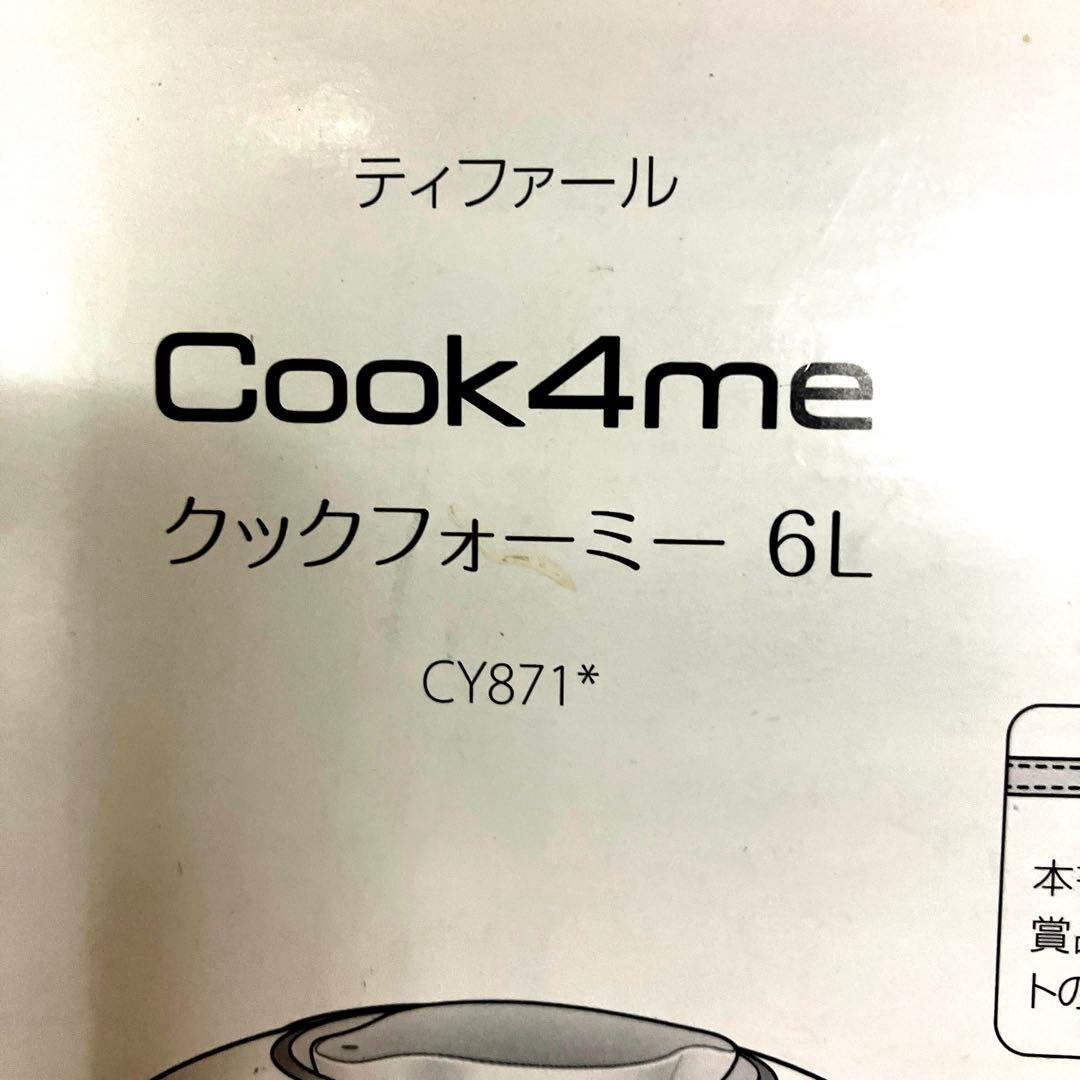 ティファール
Cook4me
クックフォーミー 6L
CY871*
本
賞
トの